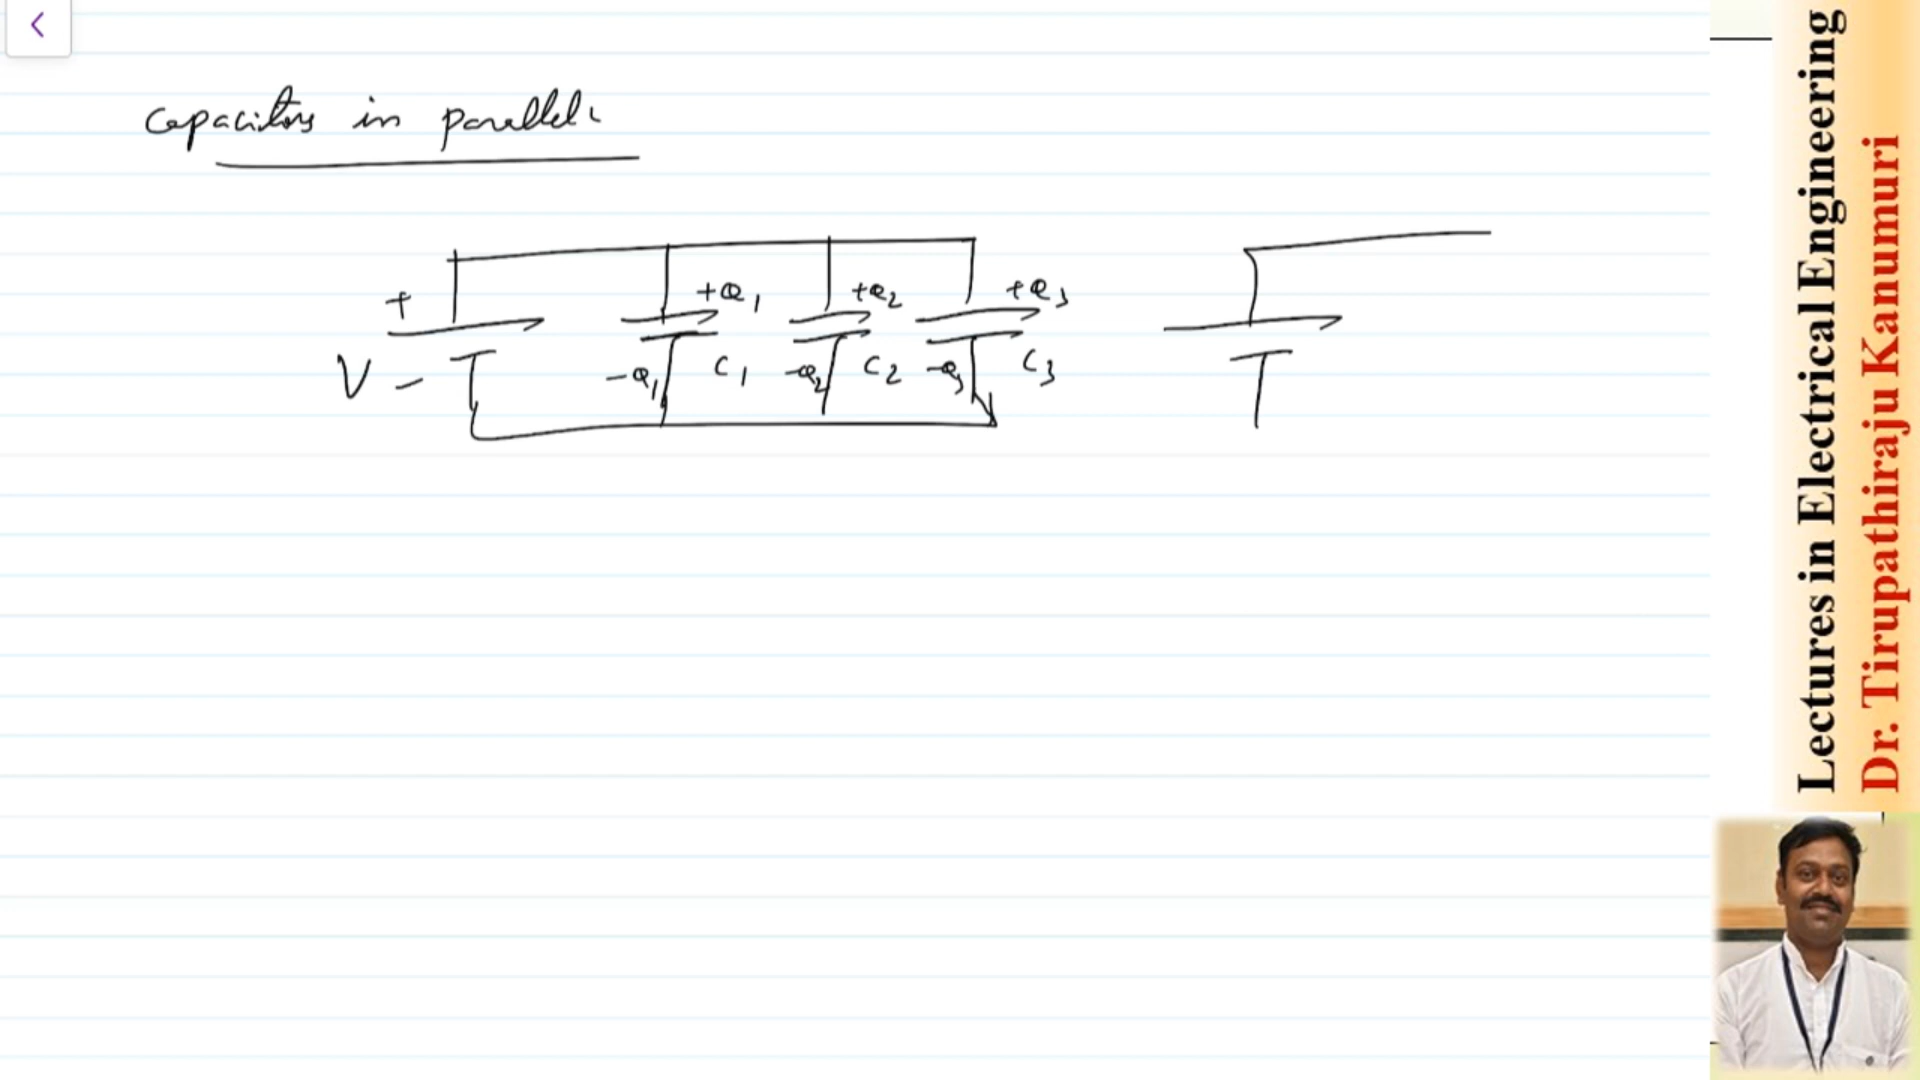 Capacitors in parallel:
+ +Q1 +Q2 +Q3
V - -Q1 C1 -Q2 C2 -Q3 C3
Lectures in Electrical Engineering
Dr. Tirupathiraju Kanumuri